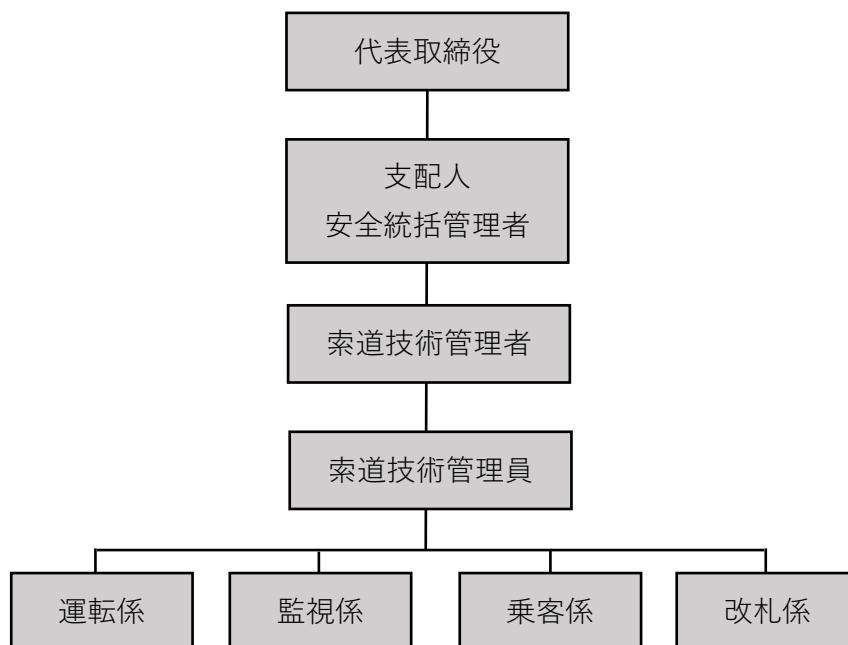 代表取締役
支配人
安全統括管理者
索道技術管理者
索道技術管理員
運転係
監視係
乗客係
改札係